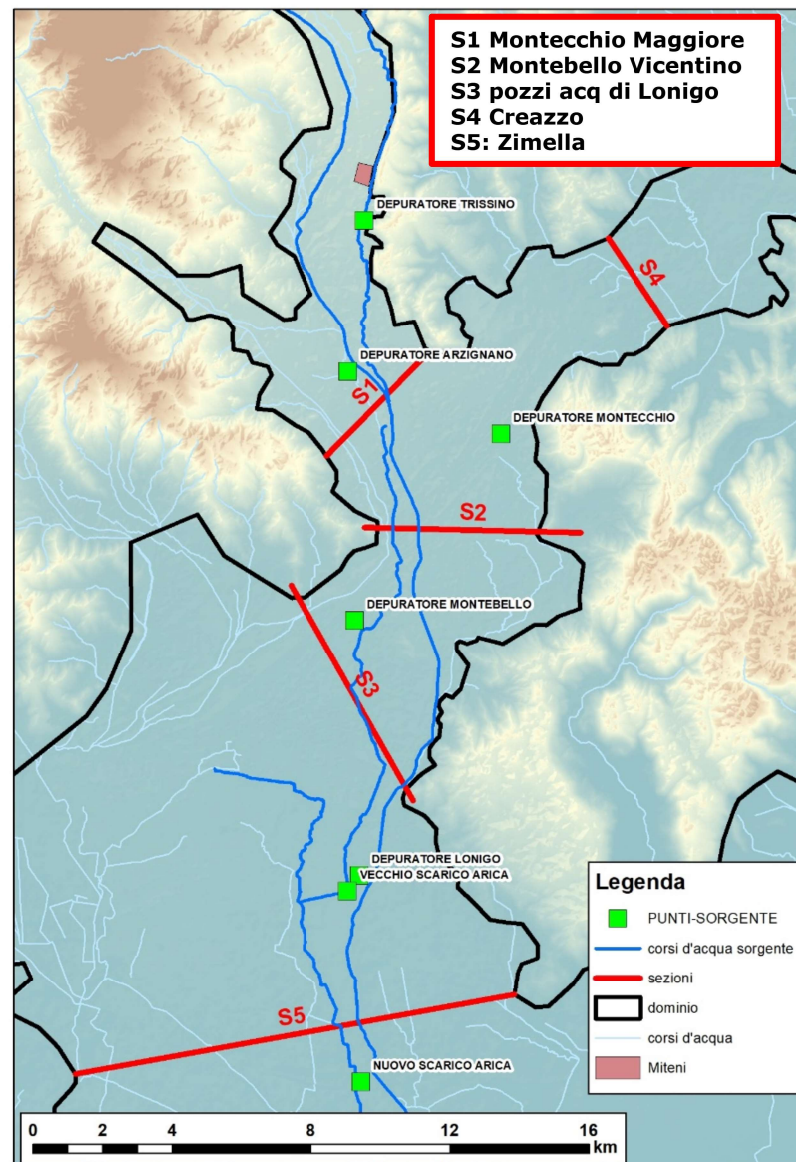 S1 Montecchio Maggiore
S2 Montebello Vicentino
S3 pozzi acq di Lonigo
S4 Creazzo
S5: Zimella
DEPURATORE TRISSINO
S4
DEPURATORE ARZIGNANO
S1
DEPURATORE MONTECCHIO
S2
DEPURATORE MONTEBELLO
S3
DEPURATORE LONIGO
VECCHIO SCARICO ARICA
S5
NUOVO SCARICO ARICA
Legenda
PUNTI-SORGENTE
corsi d'acqua sorgente
sezioni
dominio
corsi d'acqua
Miteni
0 2 4 8 12 16
km